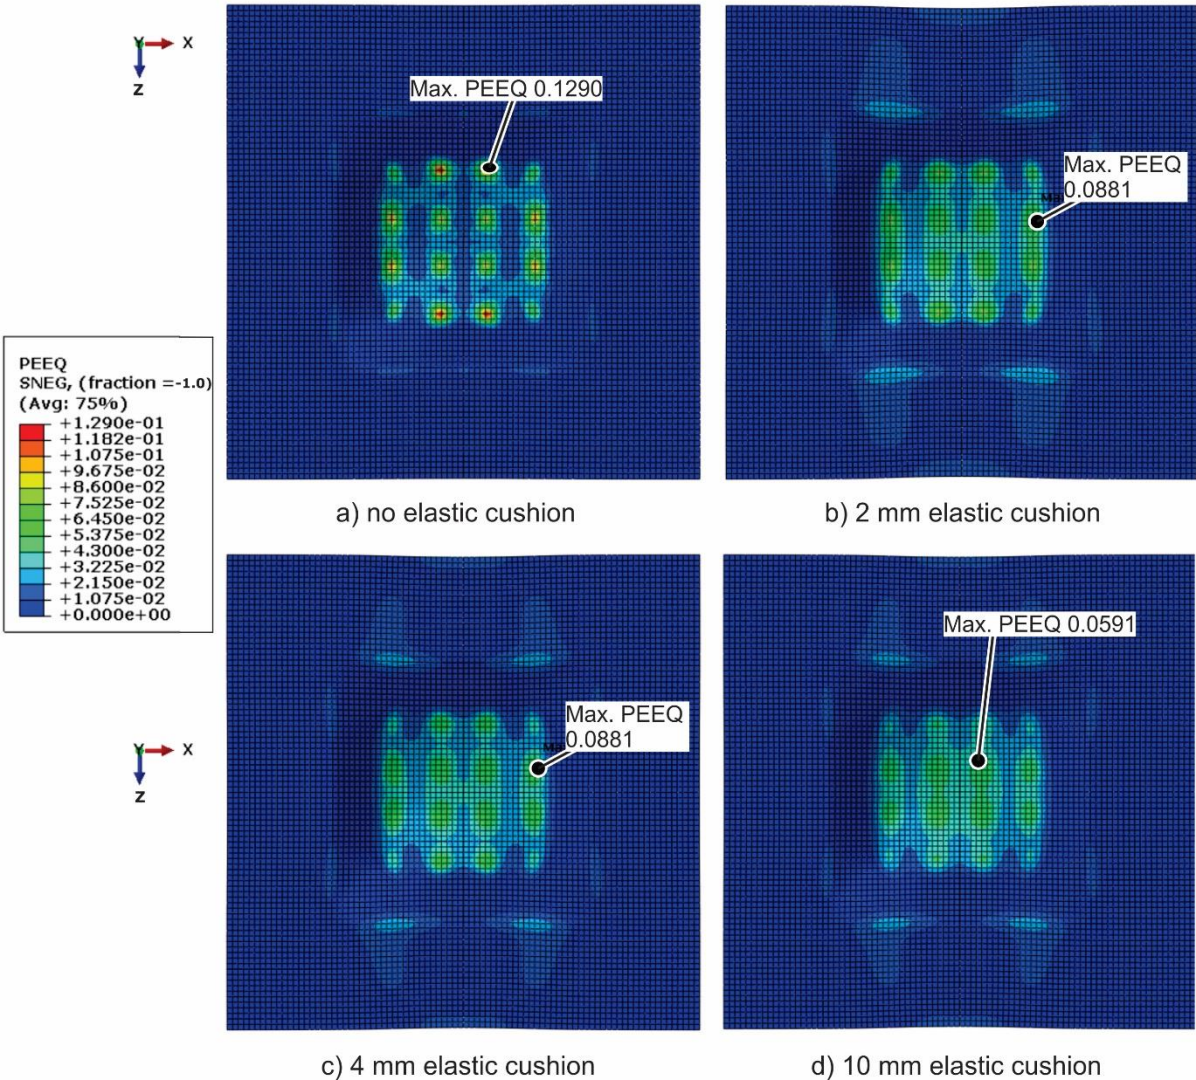 Y X
Z
Max. PEEQ 0.1290
Max. PEEQ
0.0881
a) no elastic cushion
b) 2 mm elastic cushion
PEEQ
SNEG, (fraction =-1.0)
(Avg: 75%)
+1.290e-01
+1.182e-01
+1.075e-01
+9.675e-02
+8.600e-02
+7.525e-02
+6.450e-02
+5.375e-02
+4.300e-02
+3.225e-02
+2.150e-02
+1.075e-02
+0.000e+00
Y X
Z
Max. PEEQ
0.0881
Max. PEEQ 0.0591
c) 4 mm elastic cushion
d) 10 mm elastic cushion